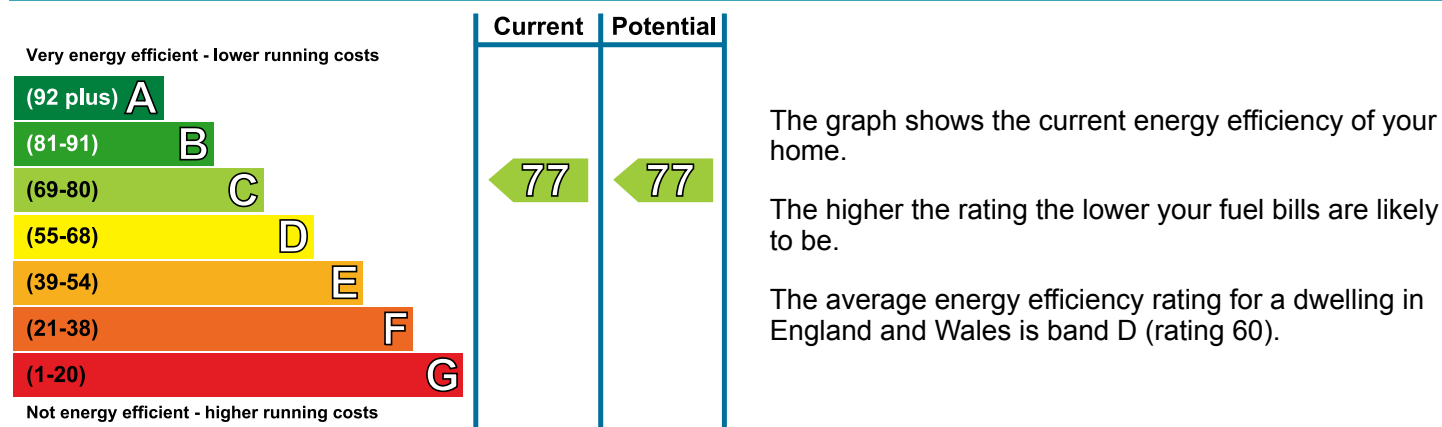 Current Potential
Very energy efficient - lower running costs
(92 plus) A
(81-91) B
(69-80) C
77 77
(55-68) D
(39-54) E
(21-38) F
(1-20) G
Not energy efficient - higher running costs
The graph shows the current energy efficiency of your
home.
The higher the rating the lower your fuel bills are likely
to be.
The average energy efficiency rating for a dwelling in
England and Wales is band D (rating 60).